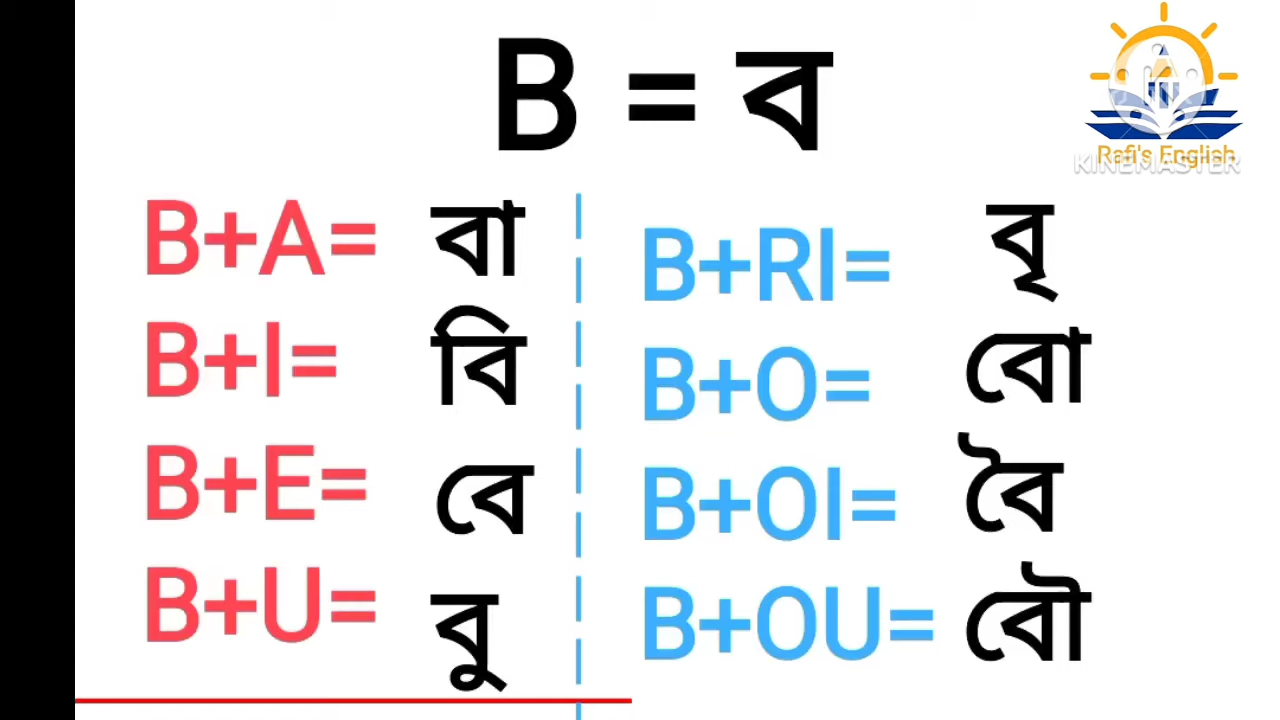 B = ব
Rafi's English
KINEMASTER
B+A= বা
B+I= বি
B+E= বে
B+U= বু
B+RI= বৃ
B+O= বো
B+OI= বৈ
B+OU= বৌ